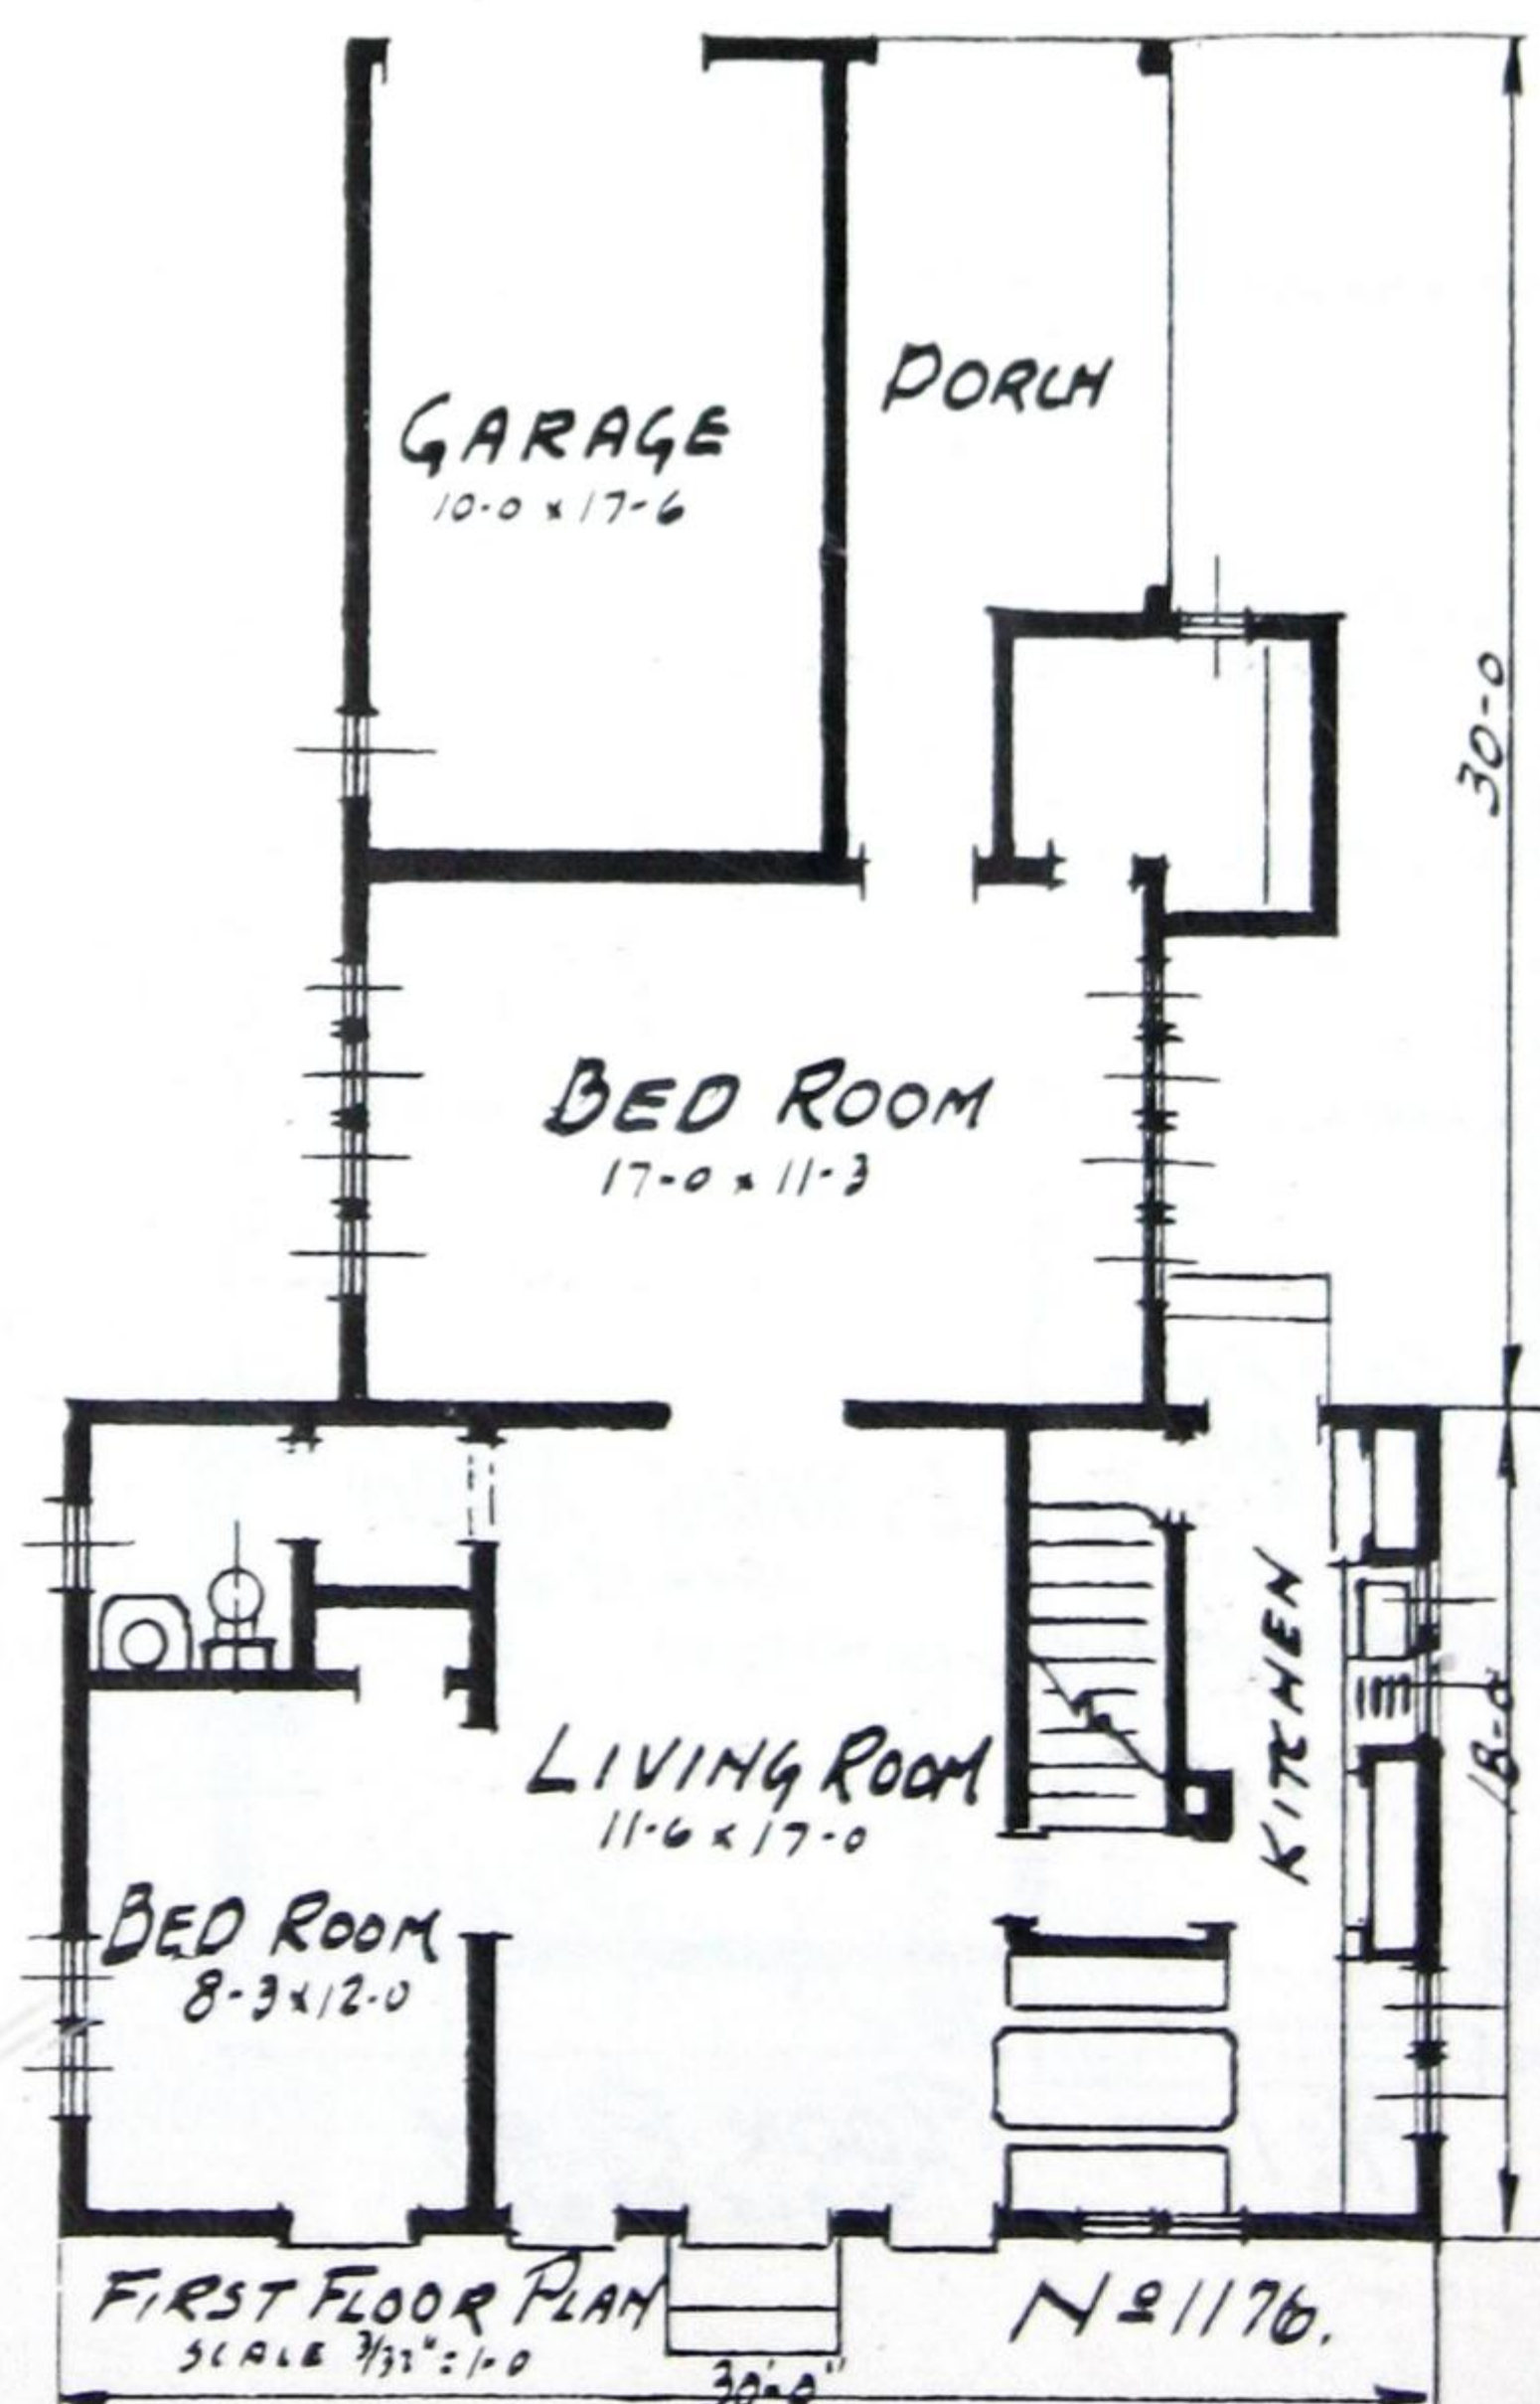 GARAGE
10-0 x 17-6
PORCH
30-0
BED ROOM
17-0 x 11-3
KITCHEN
18-0
LIVING ROOM
11-6 x 17-0
BED ROOM
8-3 x 12-0
FIRST FLOOR PLAN
SCALE 3/32" = 1-0
Nº 1176.
30'-0"